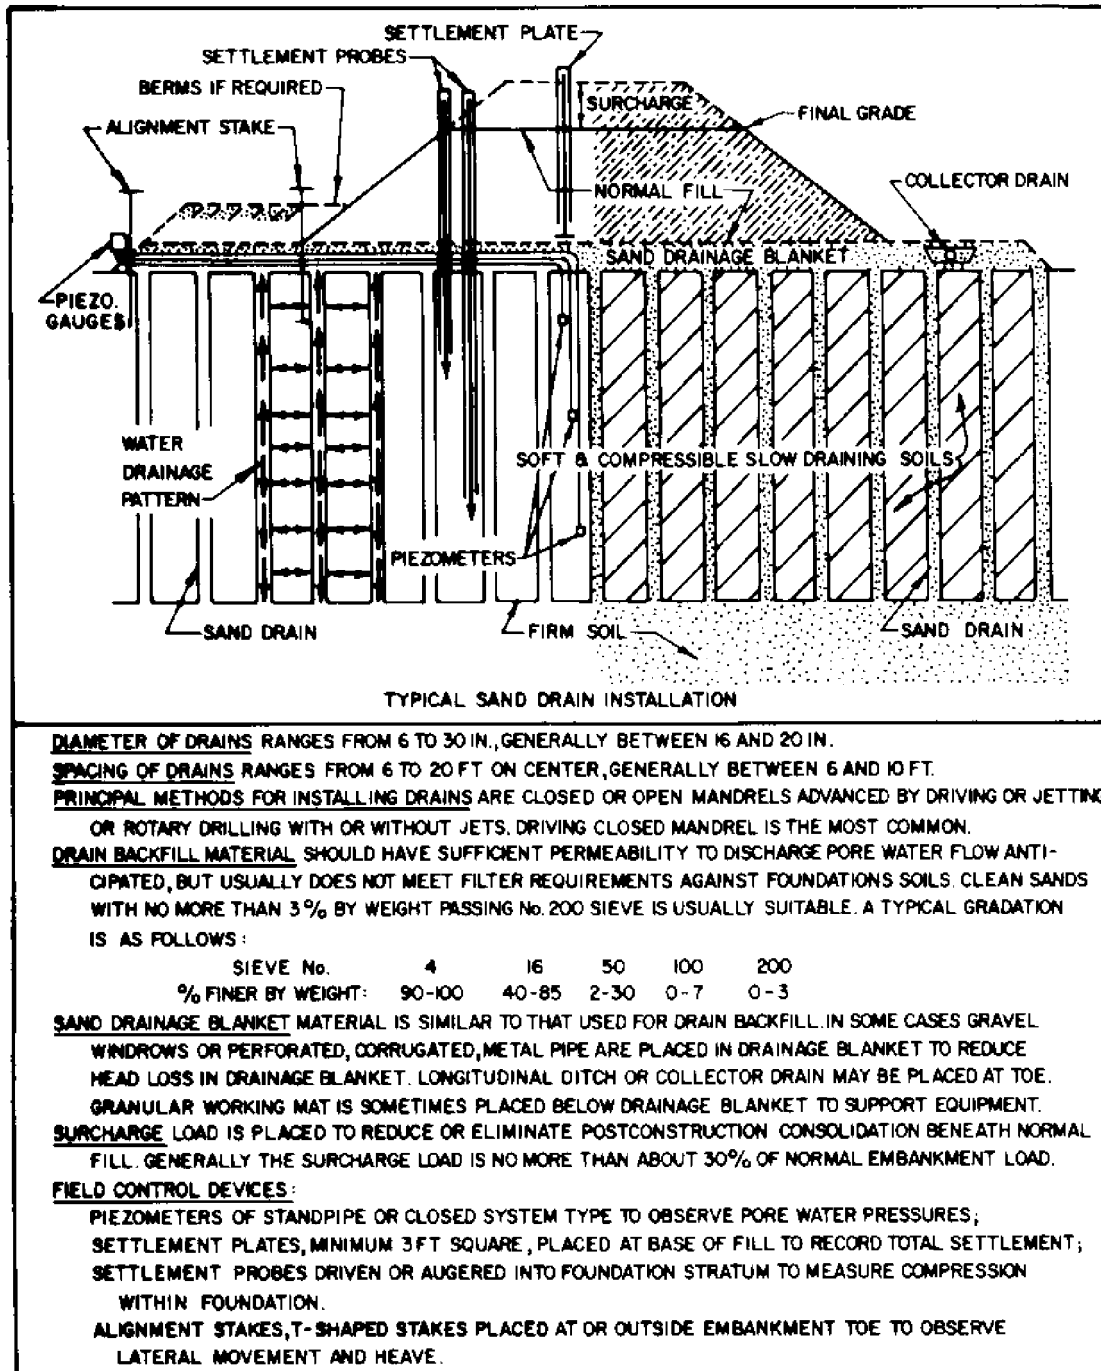 SETTLEMENT PLATE
SETTLEMENT PROBES
BERMS IF REQUIRED
SURCHARGE
ALIGNMENT STAKE
FINAL GRADE
NORMAL FILL
COLLECTOR DRAIN
SAND DRAINAGE BLANKET
PIEZO.
GAUGES
WATER
DRAINAGE
PATTERN
SOFT & COMPRESSIBLE SLOW DRAINING SOILS
PIEZOMETERS
SAND DRAIN
FIRM SOIL
SAND DRAIN
TYPICAL SAND DRAIN INSTALLATION
DIAMETER OF DRAINS RANGES FROM 6 TO 30 IN., GENERALLY BETWEEN 16 AND 20 IN.
SPACING OF DRAINS RANGES FROM 6 TO 20 FT ON CENTER, GENERALLY BETWEEN 6 AND 10 FT.
PRINCIPAL METHODS FOR INSTALLING DRAINS ARE CLOSED OR OPEN MANDRELS ADVANCED BY DRIVING OR JETTING
OR ROTARY DRILLING WITH OR WITHOUT JETS. DRIVING CLOSED MANDREL IS THE MOST COMMON.
DRAIN BACKFILL MATERIAL SHOULD HAVE SUFFICIENT PERMEABILITY TO DISCHARGE PORE WATER FLOW ANTI-
CIPATED, BUT USUALLY DOES NOT MEET FILTER REQUIREMENTS AGAINST FOUNDATIONS SOILS. CLEAN SANDS
WITH NO MORE THAN 3% BY WEIGHT PASSING No. 200 SIEVE IS USUALLY SUITABLE. A TYPICAL GRADATION
IS AS FOLLOWS:
SIEVE No. 4 16 50 100 200
% FINER BY WEIGHT: 90-100 40-85 2-30 0-7 0-3
SAND DRAINAGE BLANKET MATERIAL IS SIMILAR TO THAT USED FOR DRAIN BACKFILL. IN SOME CASES GRAVEL
WINDROWS OR PERFORATED, CORRUGATED, METAL PIPE ARE PLACED IN DRAINAGE BLANKET TO REDUCE
HEAD LOSS IN DRAINAGE BLANKET. LONGITUDINAL DITCH OR COLLECTOR DRAIN MAY BE PLACED AT TOE.
GRANULAR WORKING MAT IS SOMETIMES PLACED BELOW DRAINAGE BLANKET TO SUPPORT EQUIPMENT.
SURCHARGE LOAD IS PLACED TO REDUCE OR ELIMINATE POSTCONSTRUCTION CONSOLIDATION BENEATH NORMAL
FILL. GENERALLY THE SURCHARGE LOAD IS NO MORE THAN ABOUT 30% OF NORMAL EMBANKMENT LOAD.
FIELD CONTROL DEVICES:
PIEZOMETERS OF STANDPIPE OR CLOSED SYSTEM TYPE TO OBSERVE PORE WATER PRESSURES;
SETTLEMENT PLATES, MINIMUM 3 FT SQUARE, PLACED AT BASE OF FILL TO RECORD TOTAL SETTLEMENT;
SETTLEMENT PROBES DRIVEN OR AUGERED INTO FOUNDATION STRATUM TO MEASURE COMPRESSION
WITHIN FOUNDATION.
ALIGNMENT STAKES, T-SHAPED STAKES PLACED AT OR OUTSIDE EMBANKMENT TOE TO OBSERVE
LATERAL MOVEMENT AND HEAVE.